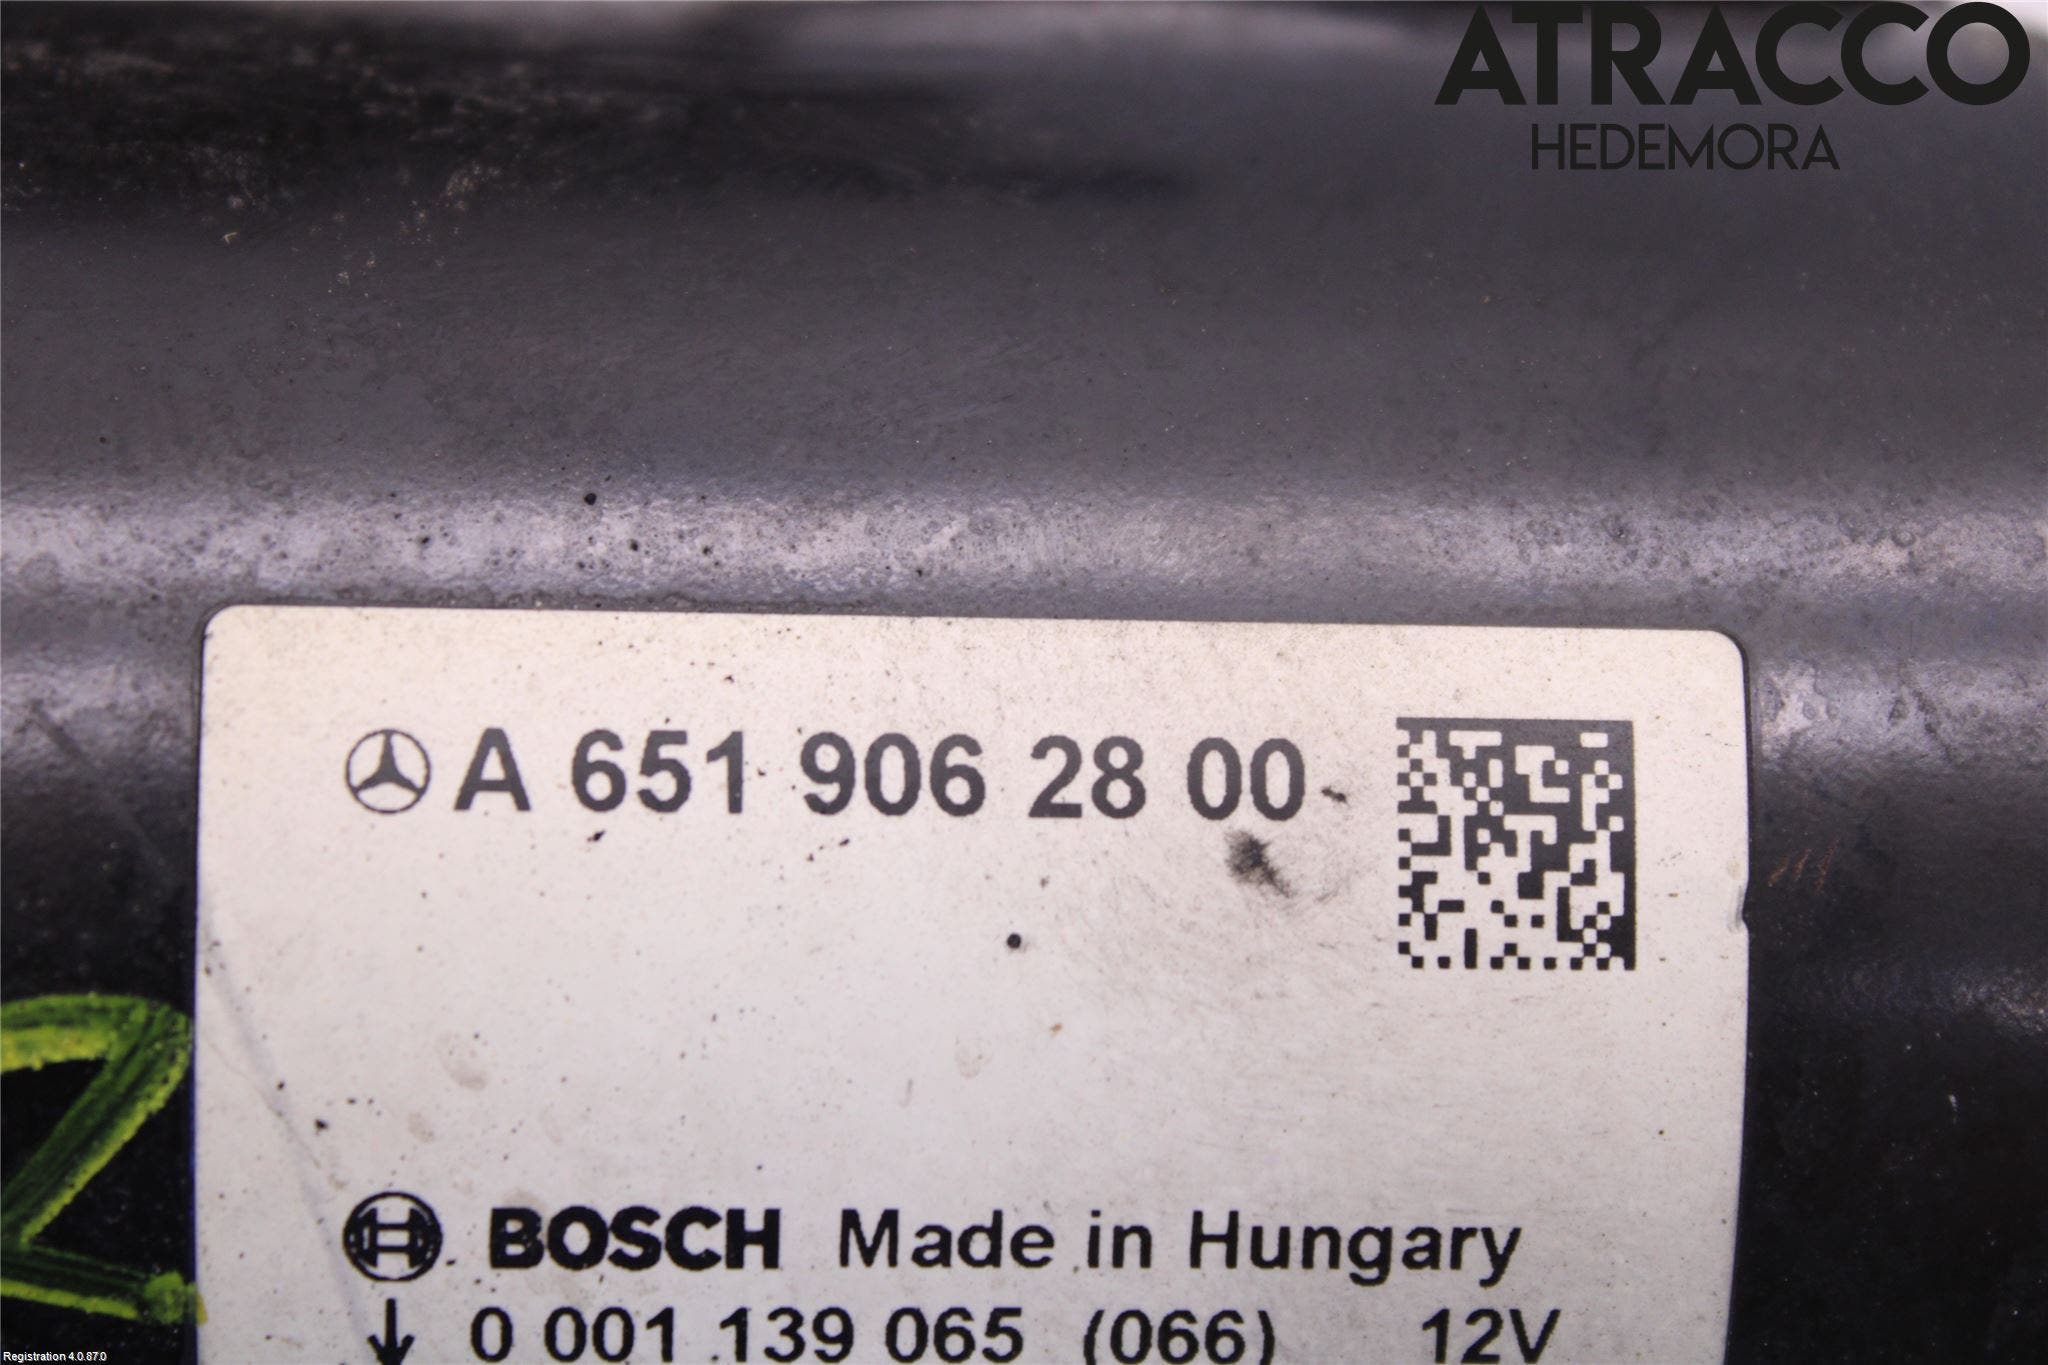 ATRACCO
HEDEMORA
A 651 906 28 00
BOSCH Made in Hungary
0 001 139 065 (066) 12V
Registration 4.0.87.0